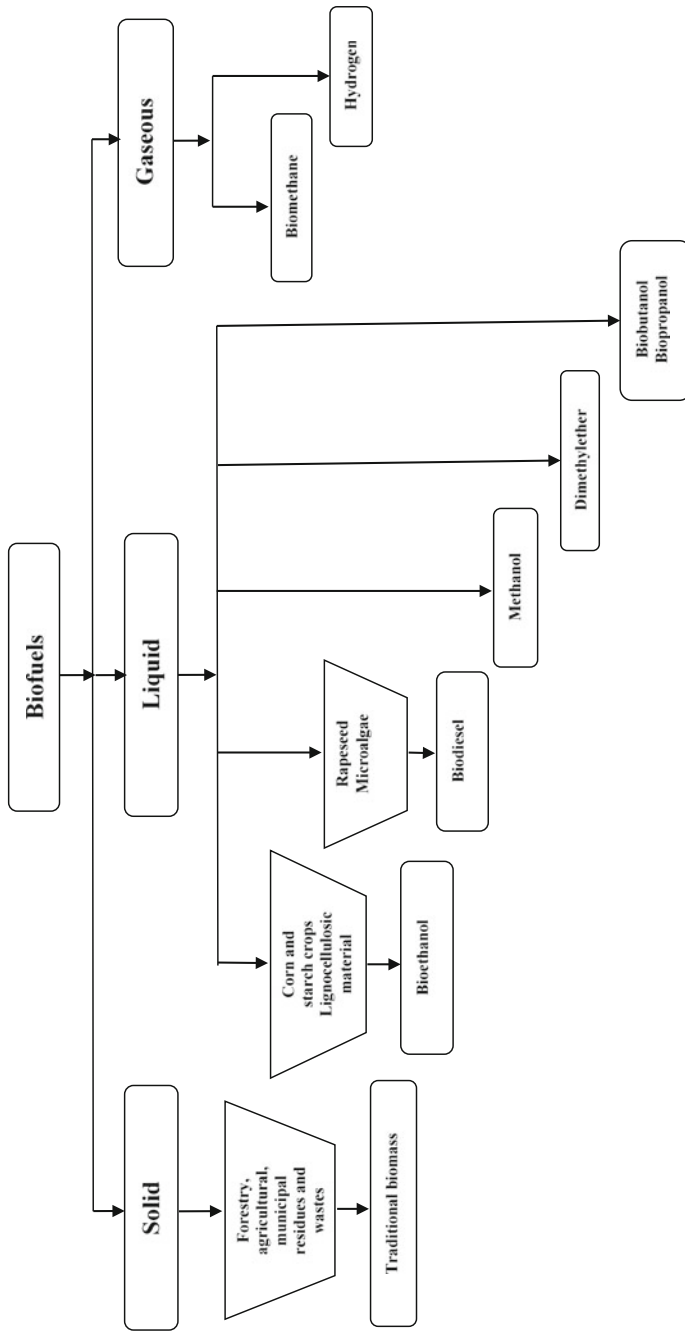 Biofuels
Solid
Liquid
Gaseous
Forestry,
agricultural,
municipal
residues and
wastes
Traditional biomass
Corn and
starch crops
Lignocellulosic
material
Bioethanol
Rapeseed
Microalgae
Biodiesel
Methanol
Dimethylether
Biobutanol
Biopropanol
Biomethane
Hydrogen